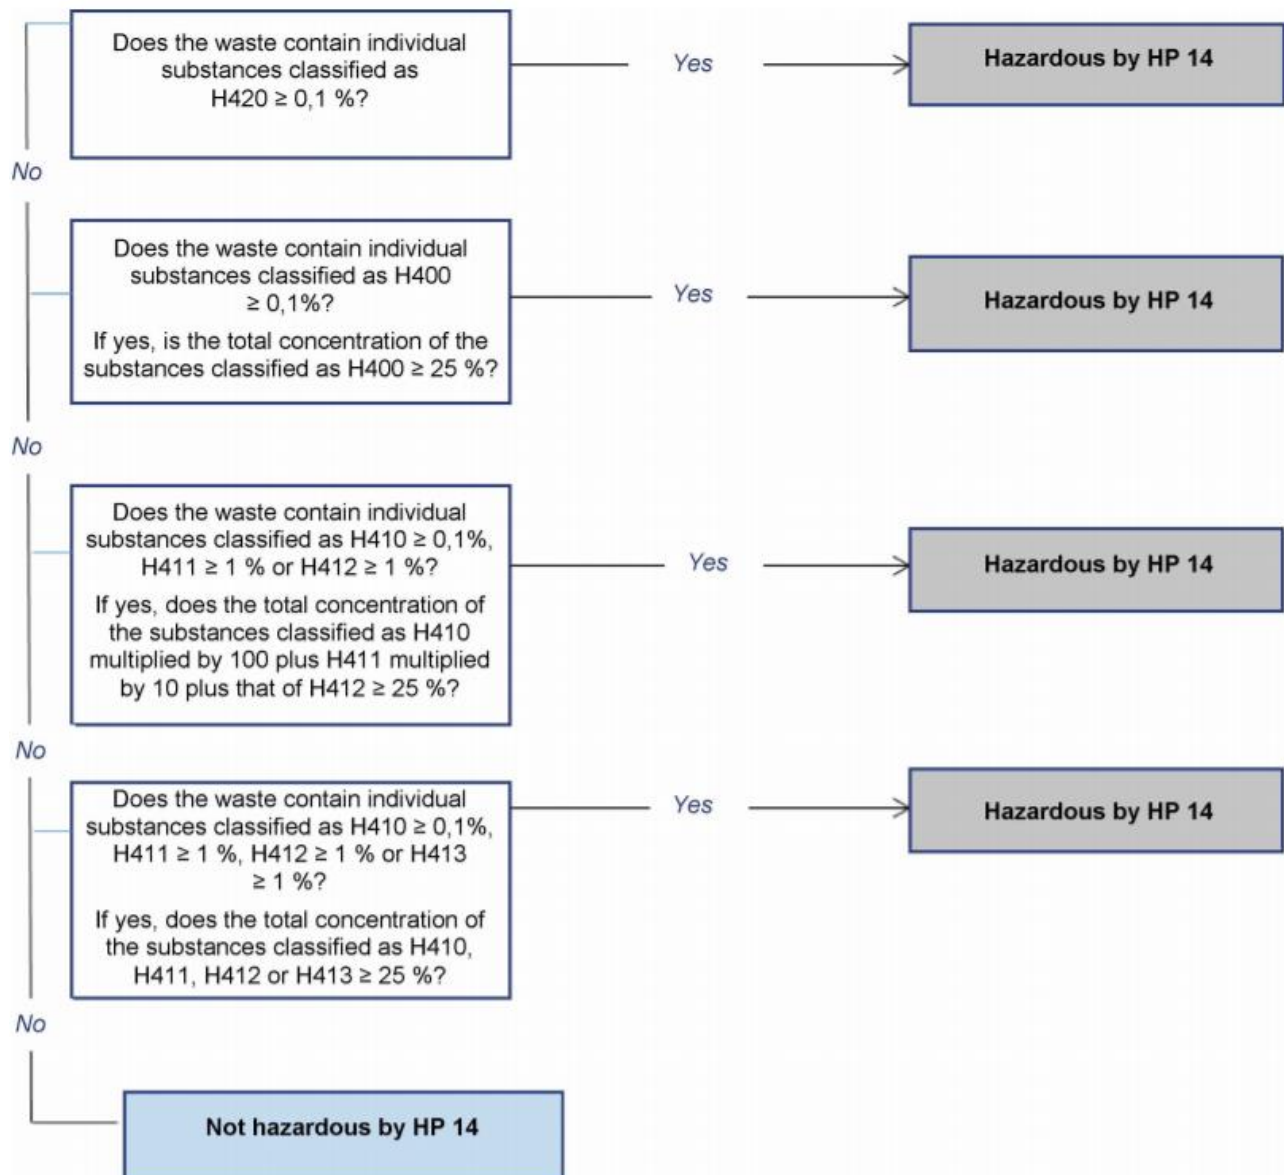 Does the waste contain individual
substances classified as
H420 ≥ 0,1 %?
Yes
Hazardous by HP 14
No
Does the waste contain individual
substances classified as H400
≥ 0,1%?
If yes, is the total concentration of the
substances classified as H400 ≥ 25 %?
Yes
Hazardous by HP 14
No
Does the waste contain individual
substances classified as H410 ≥ 0,1%,
H411 ≥ 1 % or H412 ≥ 1 %?
If yes, does the total concentration of
the substances classified as H410
multiplied by 100 plus H411 multiplied
by 10 plus that of H412 ≥ 25 %?
Yes
Hazardous by HP 14
No
Does the waste contain individual
substances classified as H410 ≥ 0,1%,
H411 ≥ 1 %, H412 ≥ 1 % or H413
≥ 1 %?
If yes, does the total concentration of
the substances classified as H410,
H411, H412 or H413 ≥ 25 %?
Yes
Hazardous by HP 14
No
Not hazardous by HP 14